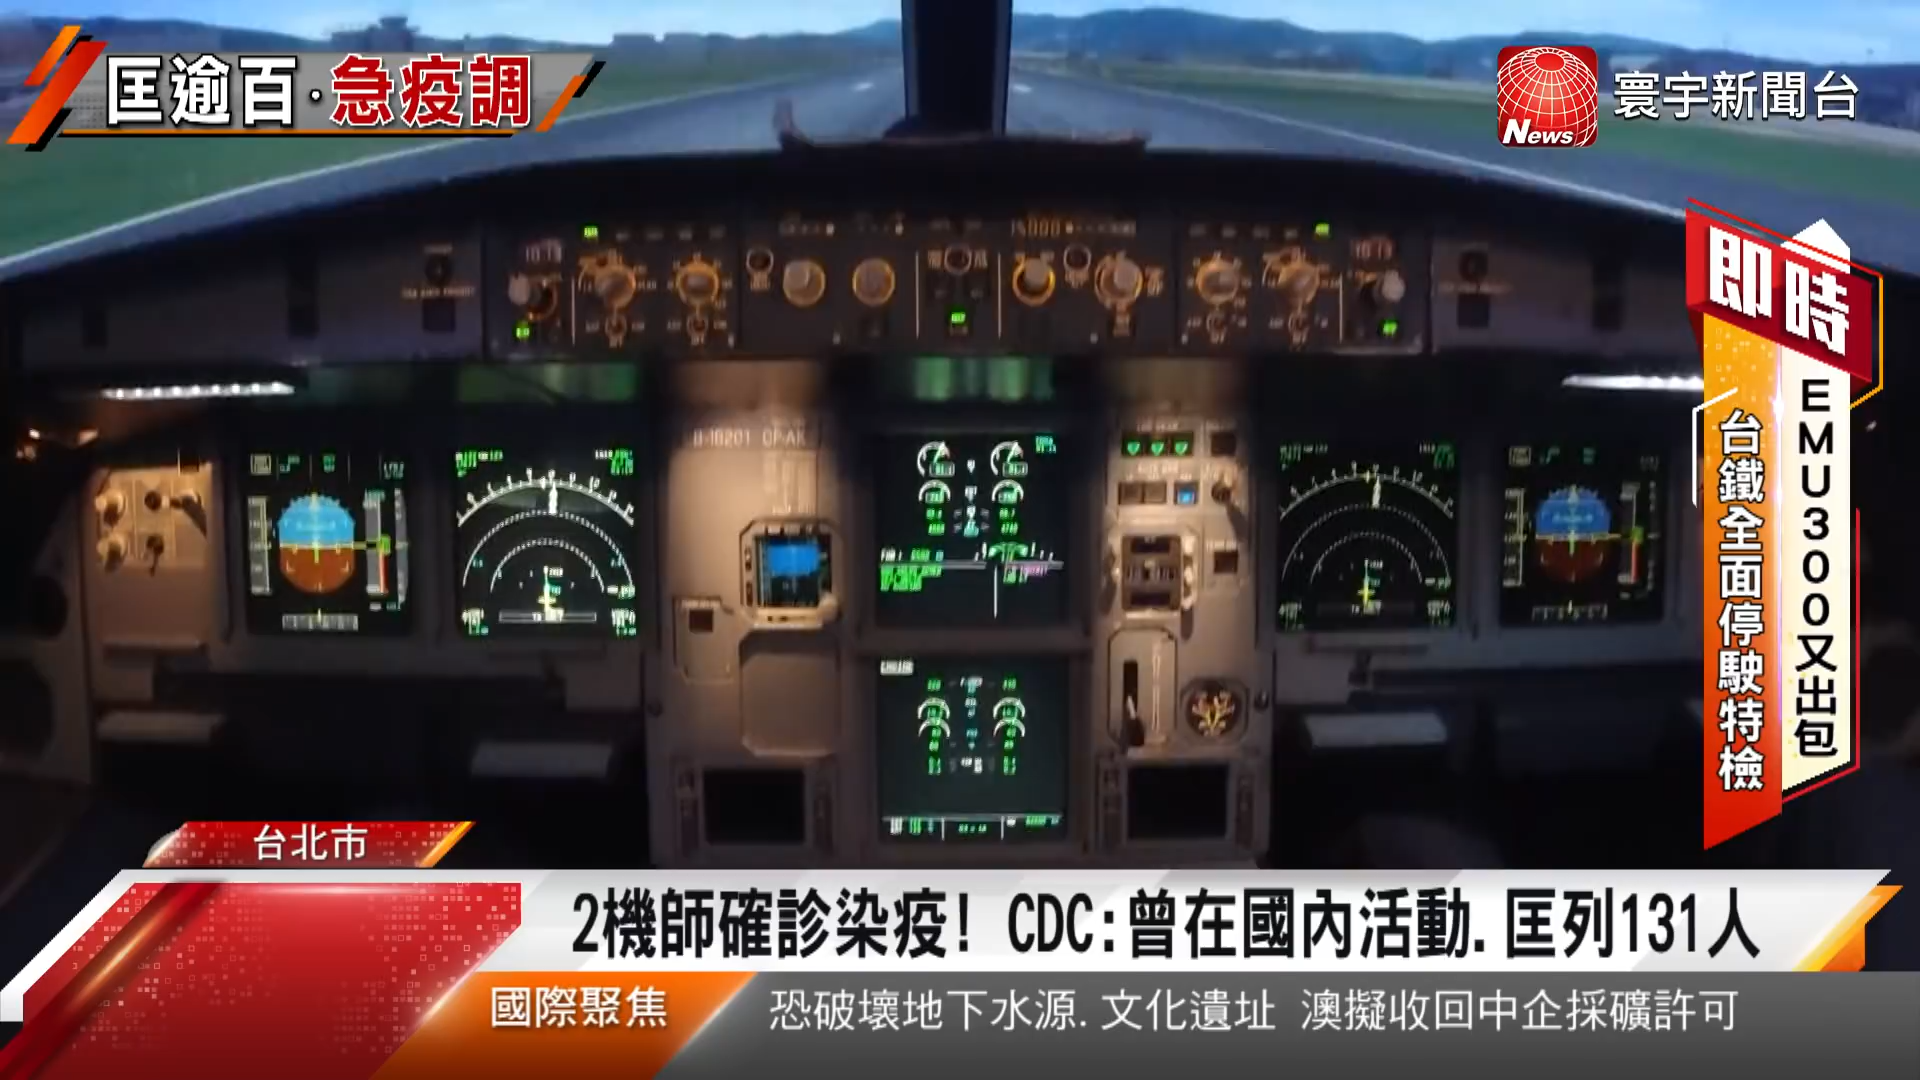 匡逾百·急疫調
News
寰宇新聞台
即時
EMU300又出包
台鐵全面停駛特檢
B-16201 CP-AK
台北市
2機師確診染疫! CDC:曾在國內活動.匡列131人
國際聚焦
恐破壞地下水源.文化遺址 澳擬收回中企採礦許可